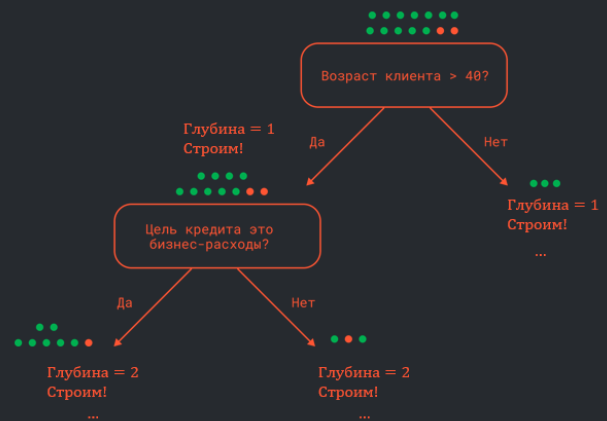 Возраст клиента > 40?
Глубина = 1
Строим!
Да
Нет
Глубина = 1
Строим!
...
Цель кредита это
бизнес-расходы?
Да
Нет
Глубина = 2
Строим!
...
Глубина = 2
Строим!
...